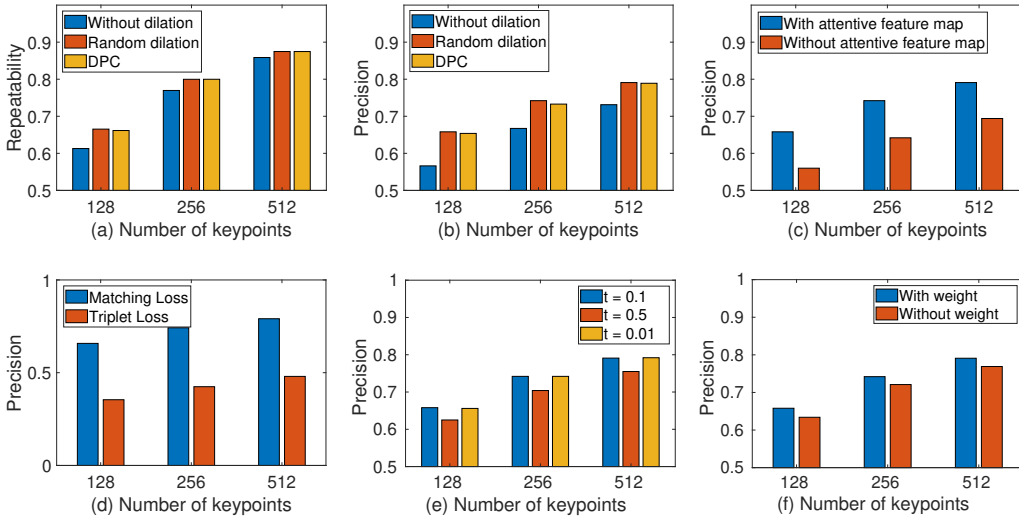 Without dilation
Random dilation
DPC
0.9
0.8
0.7
0.6
0.5
Repeatability
128 256 512
(a) Number of keypoints
Without dilation
Random dilation
DPC
0.9
0.8
0.7
0.6
0.5
Precision
128 256 512
(b) Number of keypoints
With attentive feature map
Without attentive feature map
0.9
0.8
0.7
0.6
0.5
Precision
128 256 512
(c) Number of keypoints
Matching Loss
Triplet Loss
1
0.5
0
Precision
128 256 512
(d) Number of keypoints
t = 0.1
t = 0.5
t = 0.01
1
0.9
0.8
0.7
0.6
0.5
Precision
128 256 512
(e) Number of keypoints
With weight
Without weight
1
0.9
0.8
0.7
0.6
0.5
Precision
128 256 512
(f) Number of keypoints